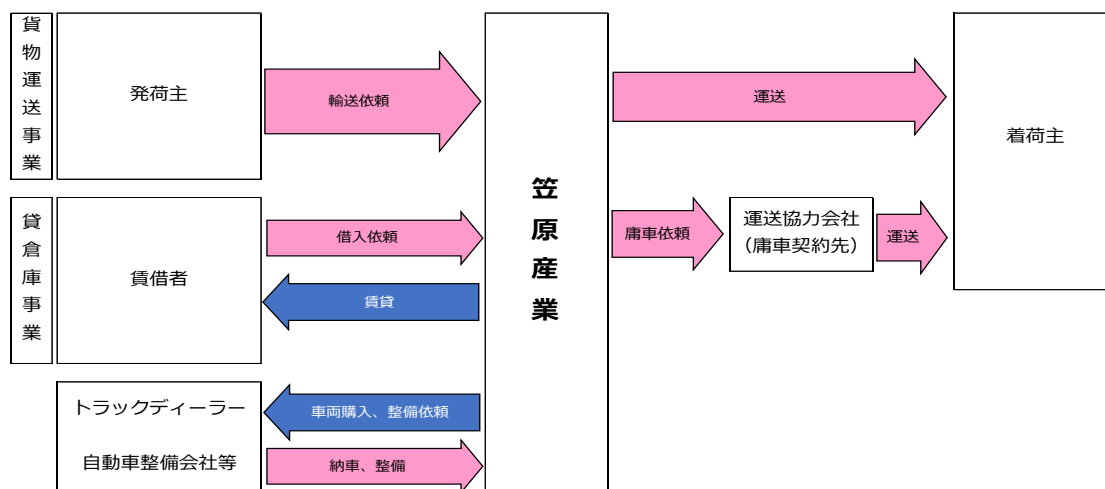 貨物運送事業
発荷主
輸送依頼
笠原産業
運送
着荷主
庸車依頼
運送協力会社
（庸車契約先）
運送
貸倉庫事業
賃借者
借入依頼
賃貸
トラックディーラー
自動車整備会社等
車両購入、整備依頼
納車、整備